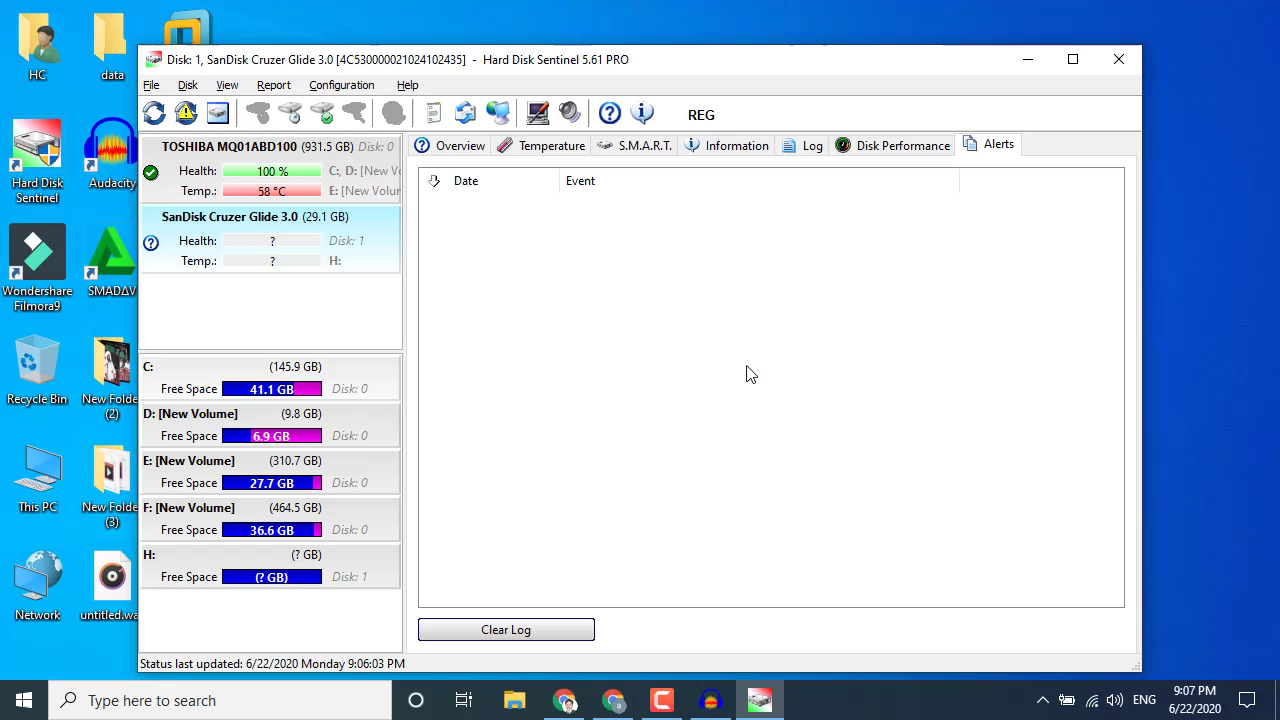 HC
data
Hard Disk
Sentinel
Audacity
Wondershare
Filmora9
SMADΔV
Recycle Bin
New Folder
(2)
This PC
New Folde
(3)
Network
untitled.wa
Disk: 1, SanDisk Cruzer Glide 3.0 [4C530000021024102435] - Hard Disk Sentinel 5.61 PRO
File Disk View Report Configuration Help
REG
TOSHIBA MQ01ABD100 (931.5 GB) Disk: 0
Health: 100 % C:, D: [New Vo
Temp.: 58 °C E: [New Volur
SanDisk Cruzer Glide 3.0 (29.1 GB)
Health: ? Disk: 1
Temp.: ? H:
C: (145.9 GB)
Free Space 41.1 GB Disk: 0
D: [New Volume] (9.8 GB)
Free Space 6.9 GB Disk: 0
E: [New Volume] (310.7 GB)
Free Space 27.7 GB Disk: 0
F: [New Volume] (464.5 GB)
Free Space 36.6 GB Disk: 0
H: (? GB)
Free Space (? GB) Disk: 1
Overview Temperature S.M.A.R.T. Information Log Disk Performance Alerts
Date Event
Clear Log
Status last updated: 6/22/2020 Monday 9:06:03 PM
Type here to search
ENG
9:07 PM
6/22/2020